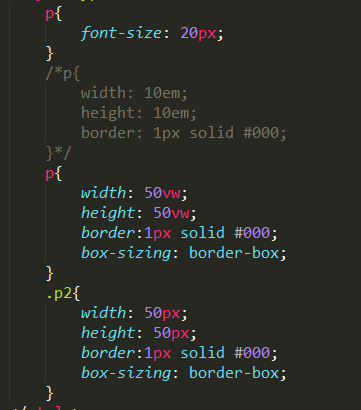 p{
font-size: 20px;
}
/*p{
width: 10em;
height: 10em;
border: 1px solid #000;
}*/
p{
width: 50vw;
height: 50vw;
border:1px solid #000;
box-sizing: border-box;
}
.p2{
width: 50px;
height: 50px;
border:1px solid #000;
box-sizing: border-box;
}